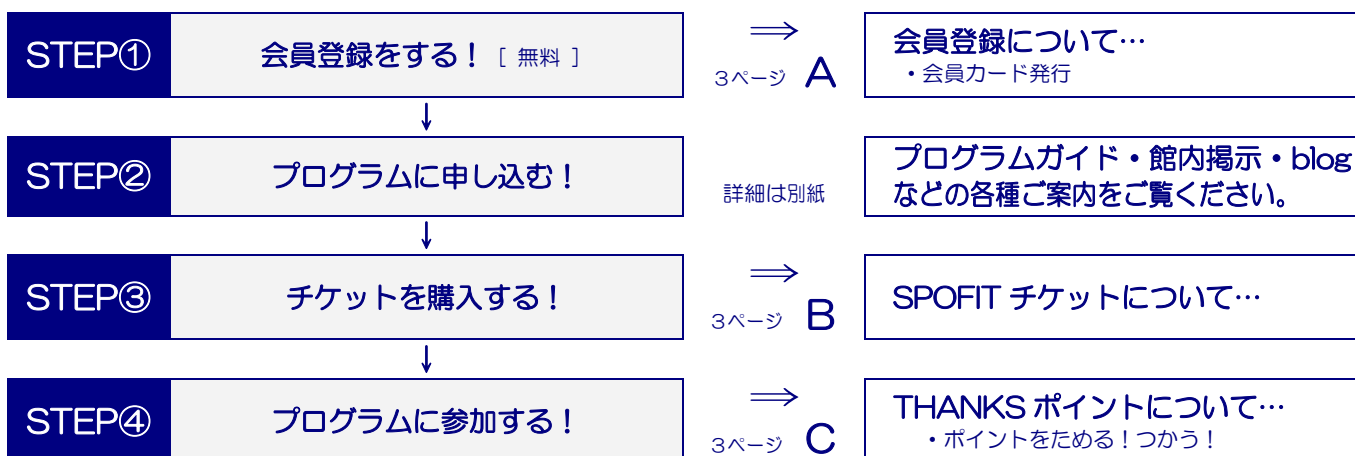 STEP① 会員登録をする！ [ 無料 ] ⇒ 会員登録について…
3ページ A ・会員カード発行
↓
STEP② プログラムに申し込む！ 詳細は別紙 プログラムガイド・館内掲示・blog
などの各種ご案内をご覧ください。
↓
STEP③ チケットを購入する！ ⇒ SPOFIT チケットについて…
3ページ B
↓
STEP④ プログラムに参加する！ ⇒ THANKS ポイントについて…
3ページ C ・ポイントをためる！つかう！